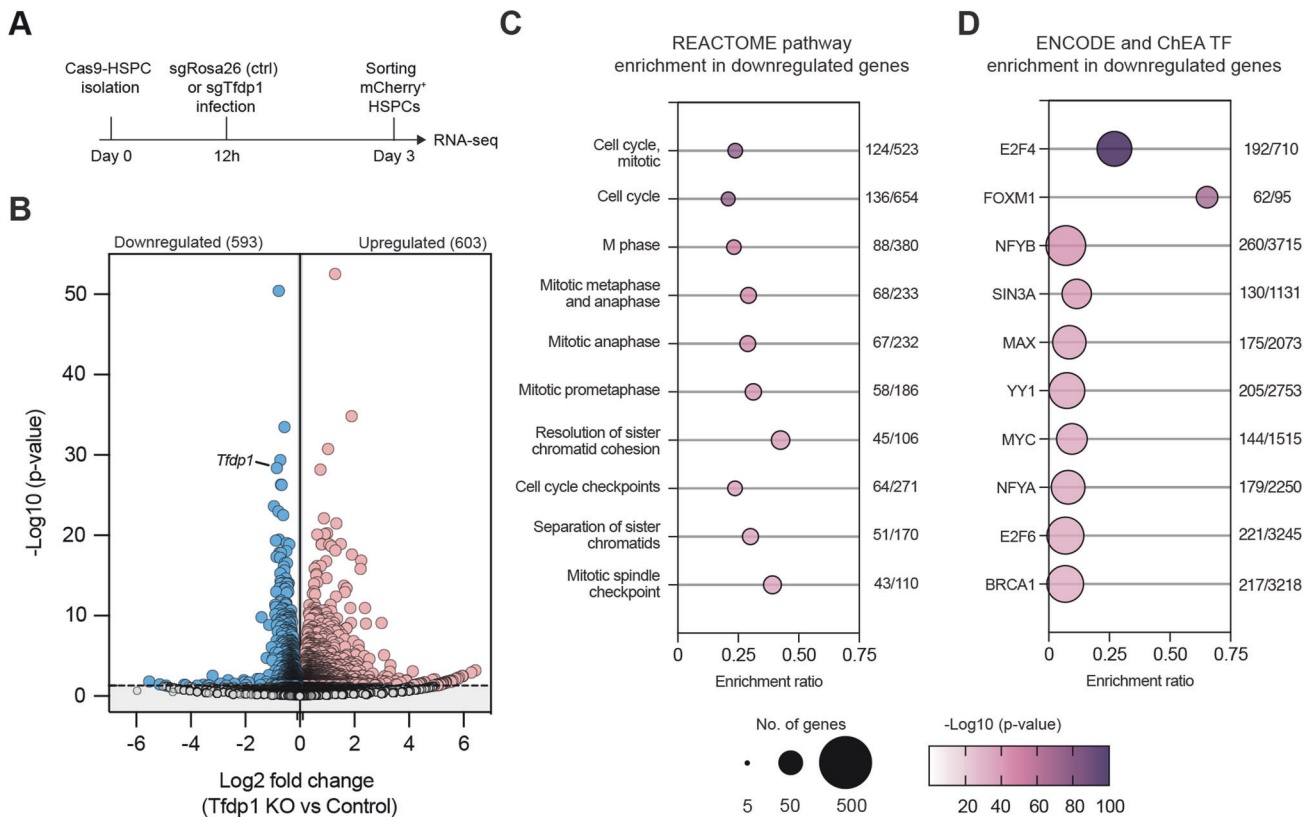 A
Cas9-HSPC
isolation
sgRosa26 (ctrl)
or sgTfdp1
infection
Sorting
mCherry⁺
HSPCs
RNA-seq
Day 0
12h
Day 3
B
Downregulated (593)
Upregulated (603)
-Log10 (p-value)
50
40
30
20
10
0
Tfdp1
-6
-4
-2
0
2
4
6
Log2 fold change
(Tfdp1 KO vs Control)
C
REACTOME pathway
enrichment in downregulated genes
Cell cycle,
mitotic
124/523
Cell cycle
136/654
M phase
88/380
Mitotic metaphase
and anaphase
68/233
Mitotic anaphase
67/232
Mitotic prometaphase
58/186
Resolution of sister
chromatid cohesion
45/106
Cell cycle checkpoints
64/271
Separation of sister
chromatids
51/170
Mitotic spindle
checkpoint
43/110
0
0.25
0.50
0.75
Enrichment ratio
D
ENCODE and ChEA TF
enrichment in downregulated genes
E2F4
192/710
FOXM1
62/95
NFYB
260/3715
SIN3A
130/1131
MAX
175/2073
YY1
205/2753
MYC
144/1515
NFYA
179/2250
E2F6
221/3245
BRCA1
217/3218
0
0.25
0.50
0.75
Enrichment ratio
No. of genes
5
50
500
-Log10 (p-value)
20
40
60
80
100